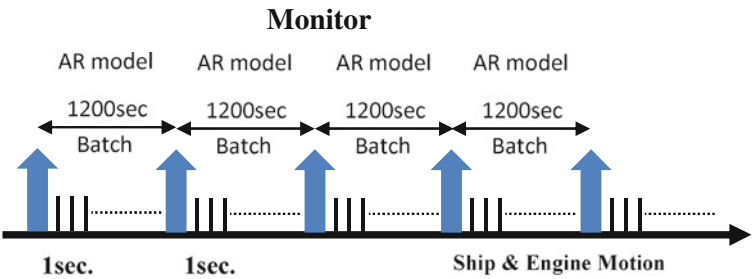 Monitor
AR model AR model AR model AR model
1200sec 1200sec 1200sec 1200sec
Batch Batch Batch Batch
1sec. 1sec. Ship & Engine Motion